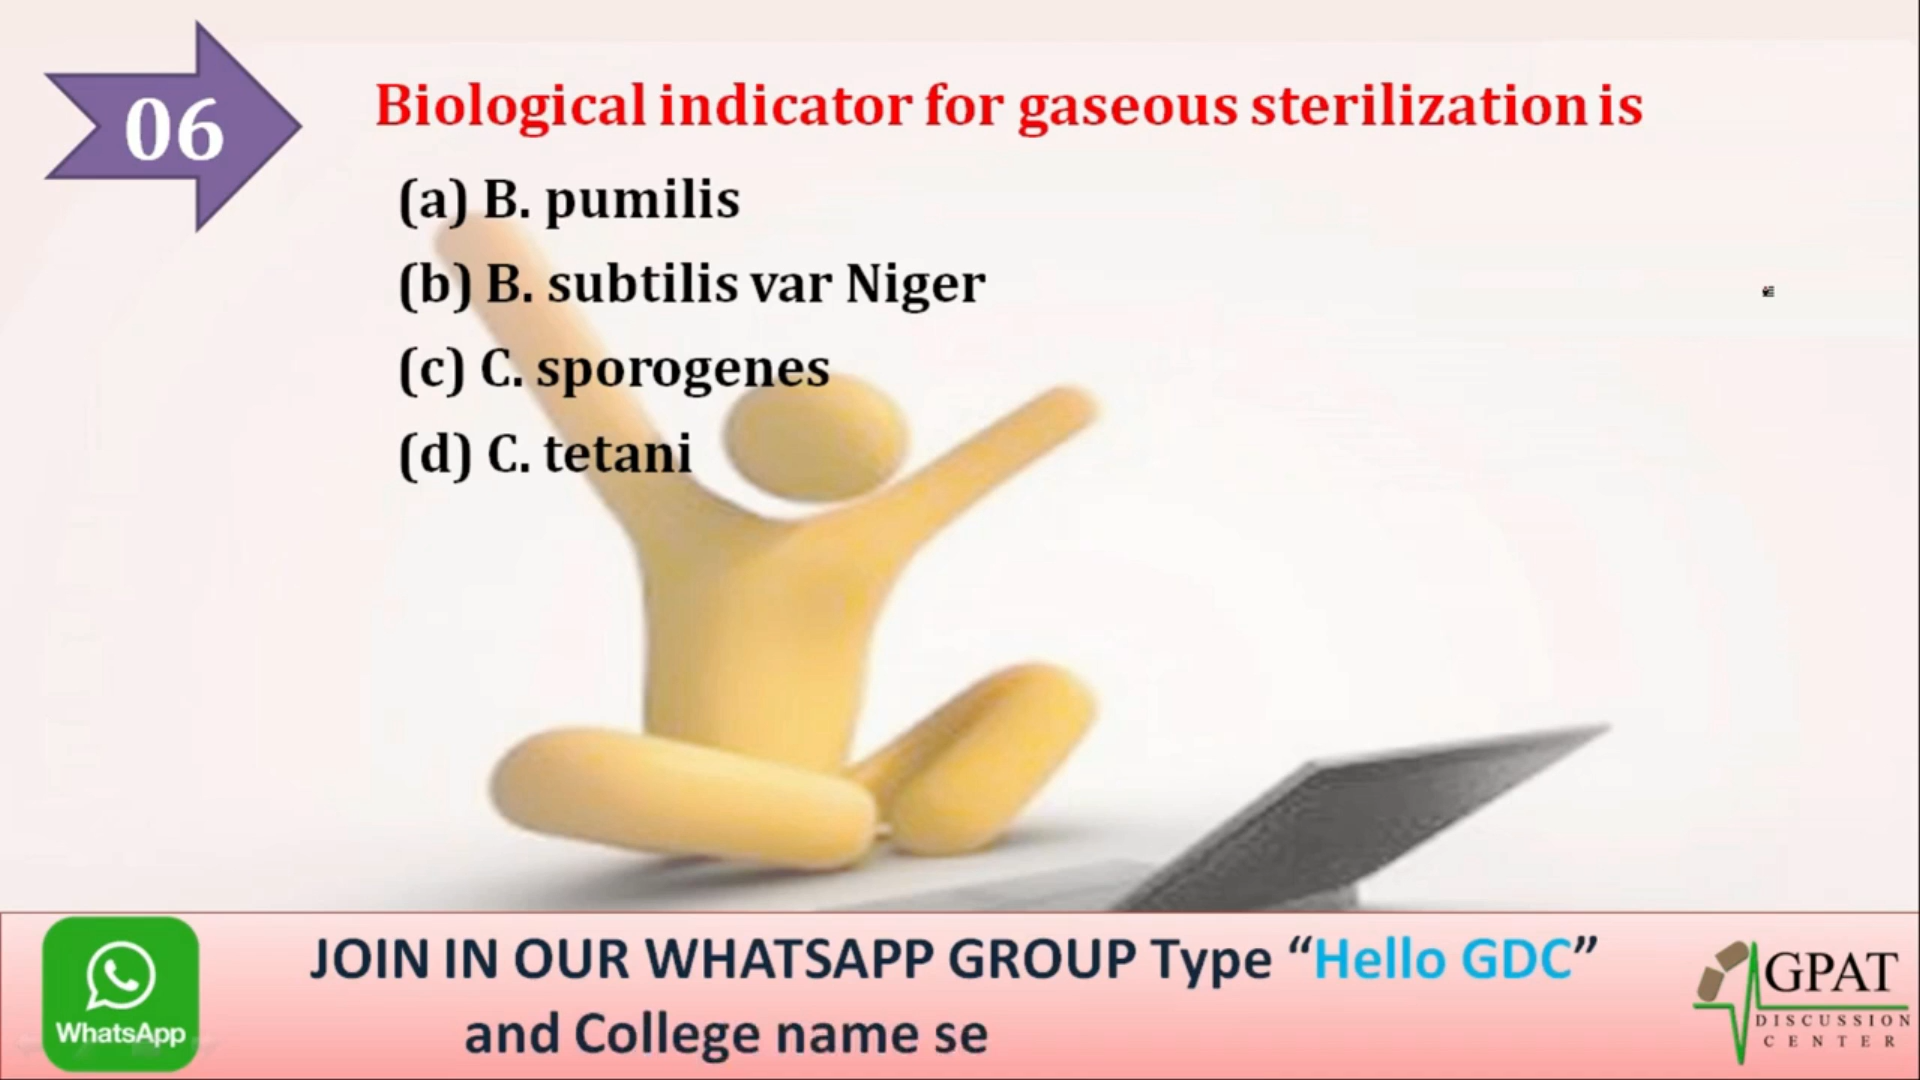 06
Biological indicator for gaseous sterilization is
(a) B. pumilis
(b) B. subtilis var Niger
(c) C. sporogenes
(d) C. tetani
JOIN IN OUR WHATSAPP GROUP Type “Hello GDC”
and College name se
WhatsApp
GPAT
DISCUSSION
CENTER